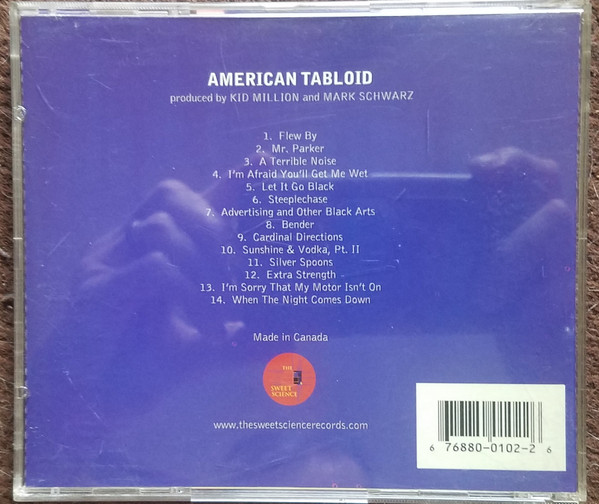 AMERICAN TABLOID
produced by KID MILLION and MARK SCHWARZ
1. Flew By
2. Mr. Parker
3. A Terrible Noise
4. I'm Afraid You'll Get Me Wet
5. Let It Go Black
6. Steeplechase
7. Advertising and Other Black Arts
8. Bender
9. Cardinal Directions
10. Sunshine & Vodka, Pt. II
11. Silver Spoons
12. Extra Strength
13. I'm Sorry That My Motor Isn't On
14. When The Night Comes Down
Made in Canada
THE
SWEET
SCIENCE
www.thesweetsciencerecords.com
6 76880-0102-2 6